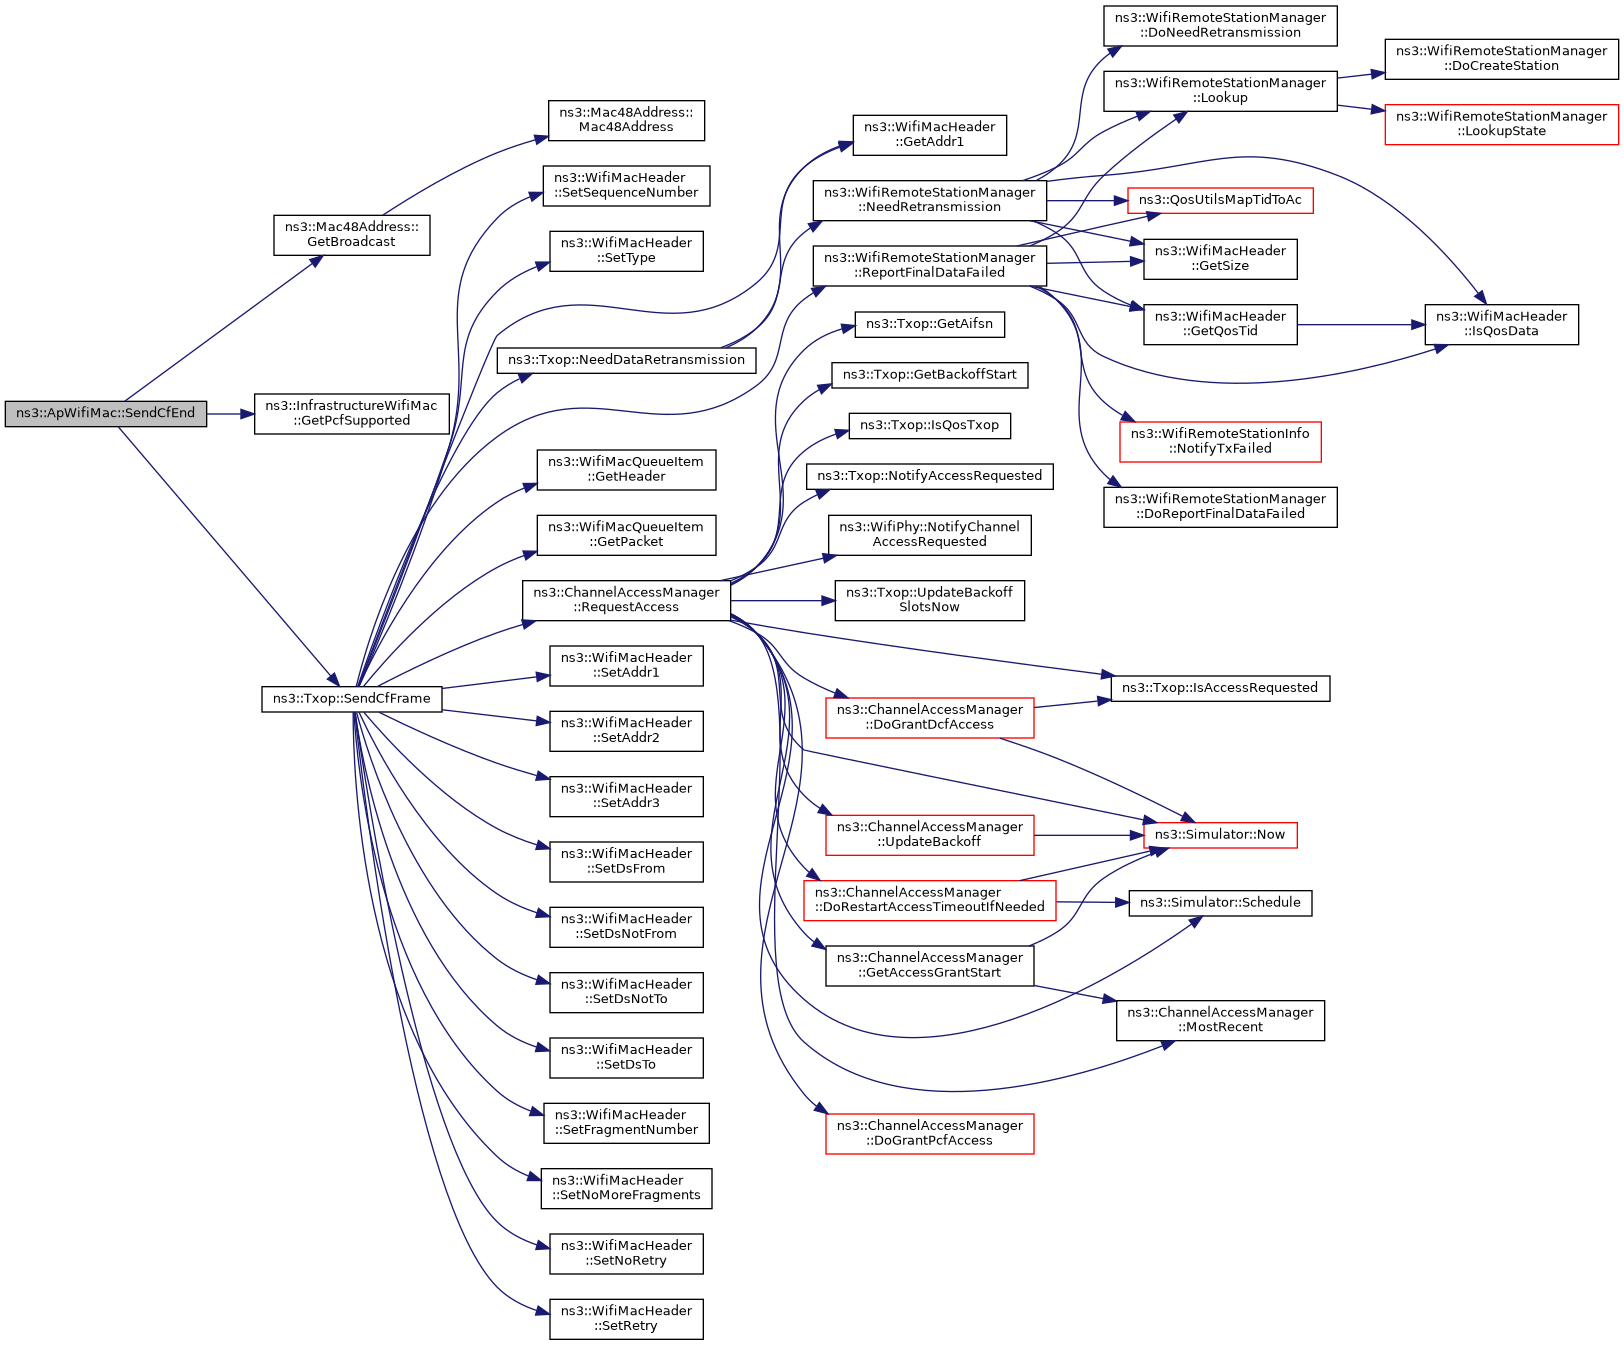 ns3::ApWifiMac::SendCfEnd
ns3::Mac48Address::
GetBroadcast
ns3::InfrastructureWifiMac
::GetPcfSupported
ns3::Txop::SendCfFrame
ns3::Mac48Address::
Mac48Address
ns3::WifiMacHeader
::SetSequenceNumber
ns3::WifiMacHeader
::SetType
ns3::Txop::NeedDataRetransmission
ns3::WifiMacQueueItem
::GetHeader
ns3::WifiMacQueueItem
::GetPacket
ns3::ChannelAccessManager
::RequestAccess
ns3::WifiMacHeader
::SetAddr1
ns3::WifiMacHeader
::SetAddr2
ns3::WifiMacHeader
::SetAddr3
ns3::WifiMacHeader
::SetDsFrom
ns3::WifiMacHeader
::SetDsNotFrom
ns3::WifiMacHeader
::SetDsNotTo
ns3::WifiMacHeader
::SetDsTo
ns3::WifiMacHeader
::SetFragmentNumber
ns3::WifiMacHeader
::SetNoMoreFragments
ns3::WifiMacHeader
::SetNoRetry
ns3::WifiMacHeader
::SetRetry
ns3::WifiMacHeader
::GetAddr1
ns3::WifiRemoteStationManager
::NeedRetransmission
ns3::WifiRemoteStationManager
::ReportFinalDataFailed
ns3::Txop::GetAifsn
ns3::Txop::GetBackoffStart
ns3::Txop::IsQosTxop
ns3::Txop::NotifyAccessRequested
ns3::WifiPhy::NotifyChannel
AccessRequested
ns3::Txop::UpdateBackoff
SlotsNow
ns3::ChannelAccessManager
::DoGrantDcfAccess
ns3::ChannelAccessManager
::UpdateBackoff
ns3::ChannelAccessManager
::DoRestartAccessTimeoutIfNeeded
ns3::ChannelAccessManager
::GetAccessGrantStart
ns3::ChannelAccessManager
::DoGrantPcfAccess
ns3::WifiRemoteStationManager
::DoNeedRetransmission
ns3::WifiRemoteStationManager
::Lookup
ns3::QosUtilsMapTidToAc
ns3::WifiMacHeader
::GetSize
ns3::WifiMacHeader
::GetQosTid
ns3::WifiRemoteStationInfo
::NotifyTxFailed
ns3::WifiRemoteStationManager
::DoReportFinalDataFailed
ns3::Txop::IsAccessRequested
ns3::Simulator::Now
ns3::Simulator::Schedule
ns3::ChannelAccessManager
::MostRecent
ns3::WifiRemoteStationManager
::DoCreateStation
ns3::WifiRemoteStationManager
::LookupState
ns3::WifiMacHeader
::IsQosData